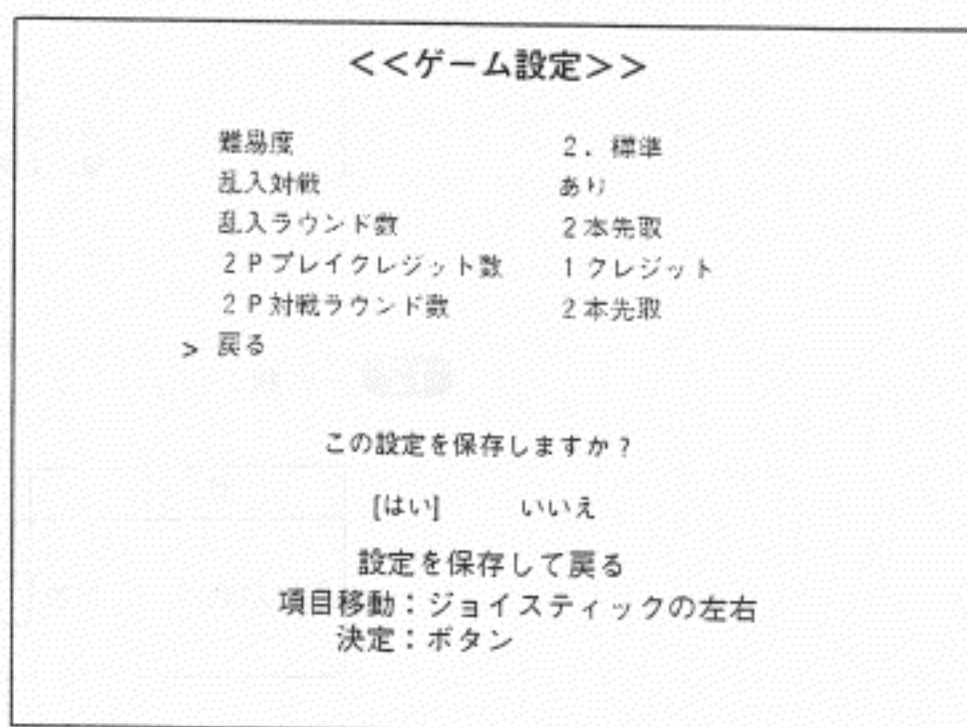 <<ゲーム設定>>
難易度 2. 標準
乱入対戦 あり
乱入ラウンド数 2本先取
2Pプレイクレジット数 1クレジット
2P対戦ラウンド数 2本先取
> 戻る
この設定を保存しますか?
[はい] いいえ
設定を保存して戻る
項目移動:ジョイスティックの左右
決定:ボタン